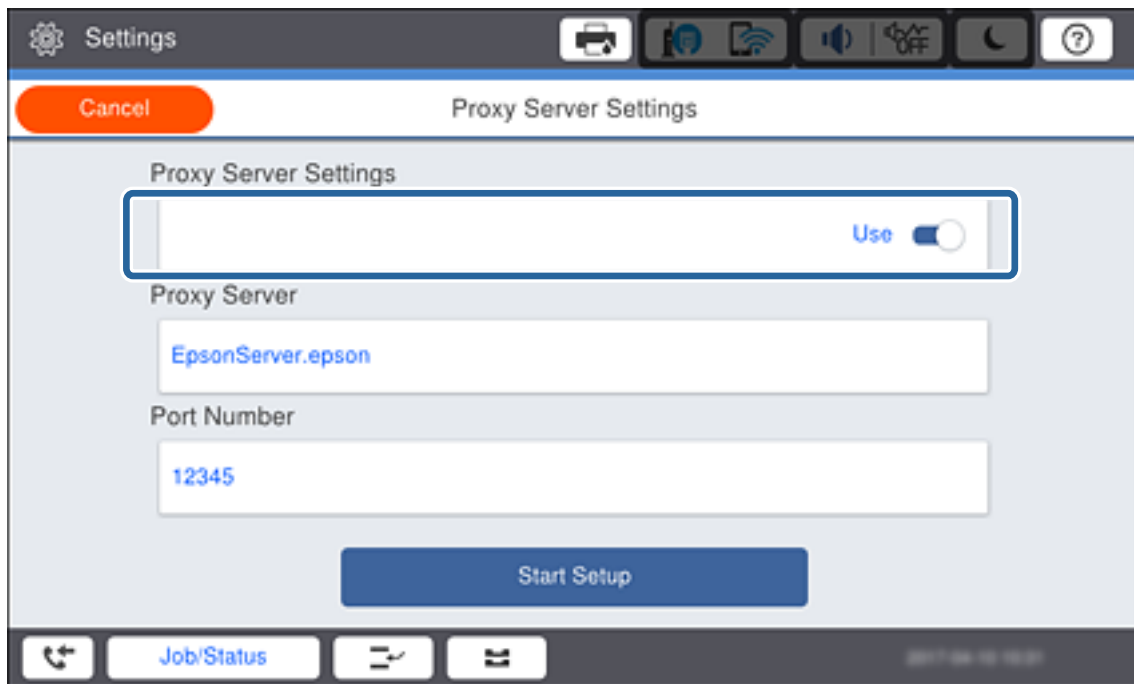 Settings
OFF
?
Cancel
Proxy Server Settings
Proxy Server Settings
Use
Proxy Server
EpsonServer.epson
Port Number
12345
Start Setup
Job/Status